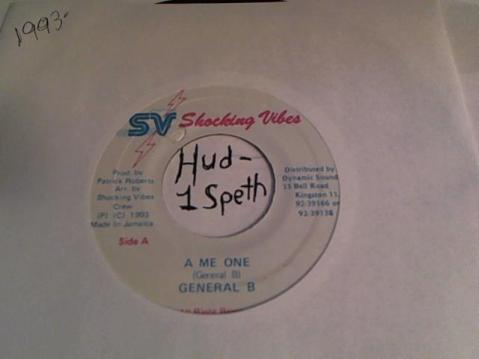 1993
SV Shocking Vibes
Prod. by
Patrick Roberts
Arr. by
Shocking Vibes
Crew
(P) (C) 1993
Made in Jamaica
Side A
Hud-
1 Speth
Distributed by
Dynamic Sound
15 Bell Road
Kingston 11,
92-39166 or
92-39138
A ME ONE
(General B)
GENERAL B
All Right